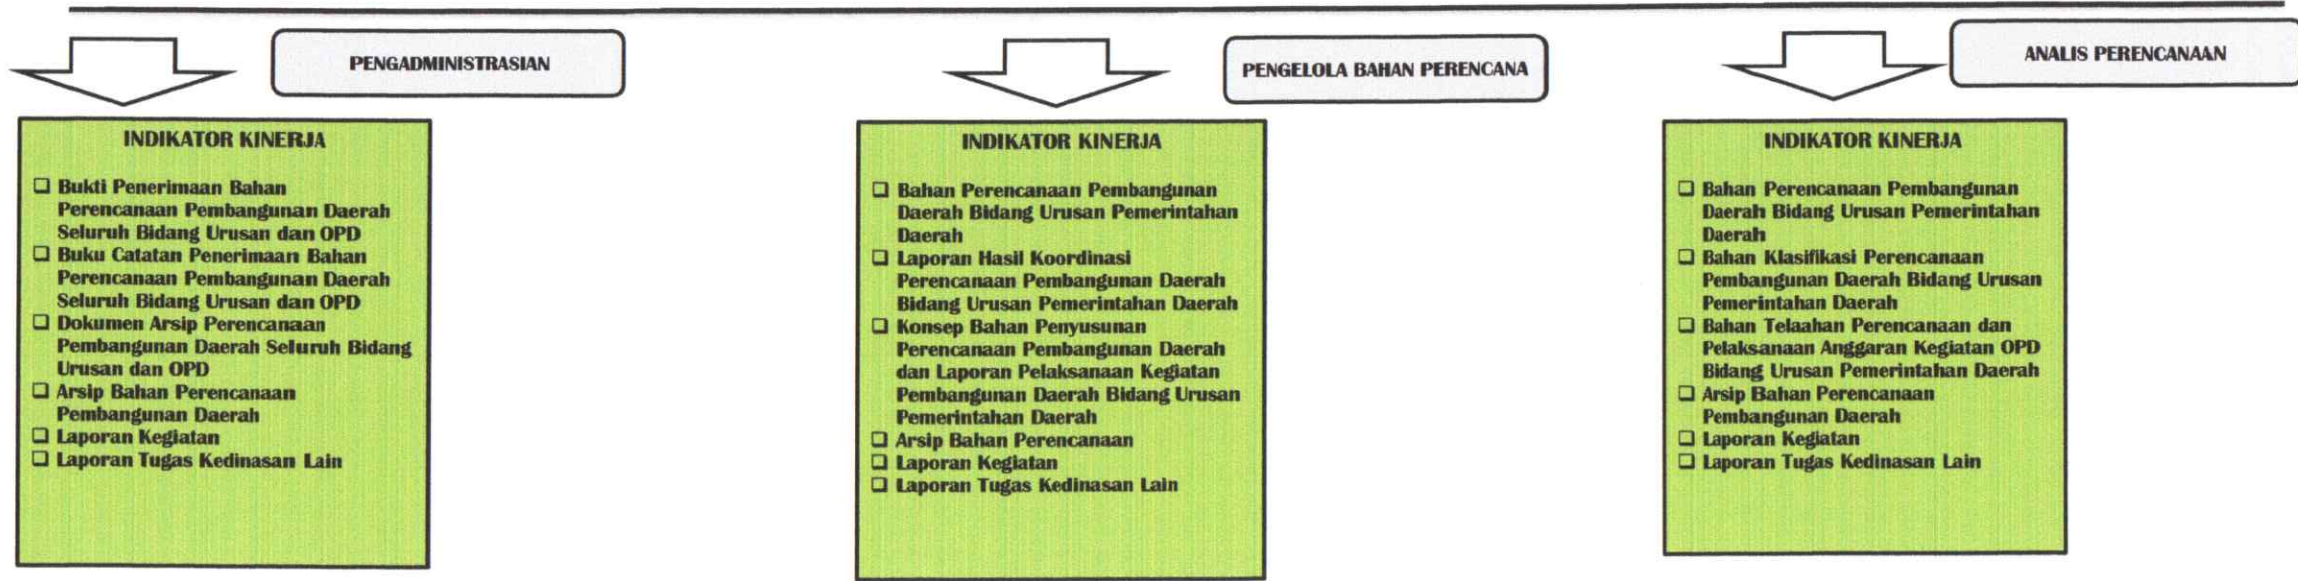 PENGADMINISTRASIAN
INDIKATOR KINERJA
❑ Bukti Penerimaan Bahan
Perencanaan Pembangunan Daerah
Seluruh Bidang Urusan dan OPD
❑ Buku Catatan Penerimaan Bahan
Perencanaan Pembangunan Daerah
Seluruh Bidang Urusan dan OPD
❑ Dokumen Arsip Perencanaan
Pembangunan Daerah Seluruh Bidang
Urusan dan OPD
❑ Arsip Bahan Perencanaan
Pembangunan Daerah
❑ Laporan Kegiatan
❑ Laporan Tugas Kedinasan Lain
PENGELOLA BAHAN PERENCANA
INDIKATOR KINERJA
❑ Bahan Perencanaan Pembangunan
Daerah Bidang Urusan Pemerintahan
Daerah
❑ Laporan Hasil Koordinasi
Perencanaan Pembangunan Daerah
Bidang Urusan Pemerintahan Daerah
❑ Konsep Bahan Penyusunan
Perencanaan Pembangunan Daerah
dan Laporan Pelaksanaan Kegiatan
Pembangunan Daerah Bidang Urusan
Pemerintahan Daerah
❑ Arsip Bahan Perencanaan
❑ Laporan Kegiatan
❑ Laporan Tugas Kedinasan Lain
ANALIS PERENCANAAN
INDIKATOR KINERJA
❑ Bahan Perencanaan Pembangunan
Daerah Bidang Urusan Pemerintahan
Daerah
❑ Bahan Klasifikasi Perencanaan
Pembangunan Daerah Bidang Urusan
Pemerintahan Daerah
❑ Bahan Telaahan Perencanaan dan
Pelaksanaan Anggaran Kegiatan OPD
Bidang Urusan Pemerintahan Daerah
❑ Arsip Bahan Perencanaan
Pembangunan Daerah
❑ Laporan Kegiatan
❑ Laporan Tugas Kedinasan Lain